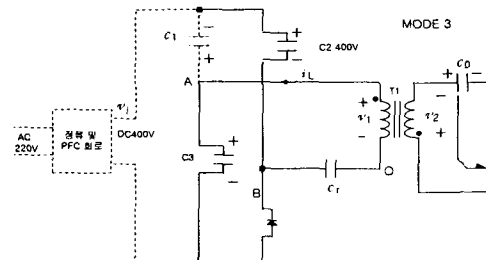 MODE 3
C1
C2 400V
A
iL
T1
CD
vi
v1
v2
정류 및
PFC 회로
AC
220V
DC400V
C3
B
Cr
O